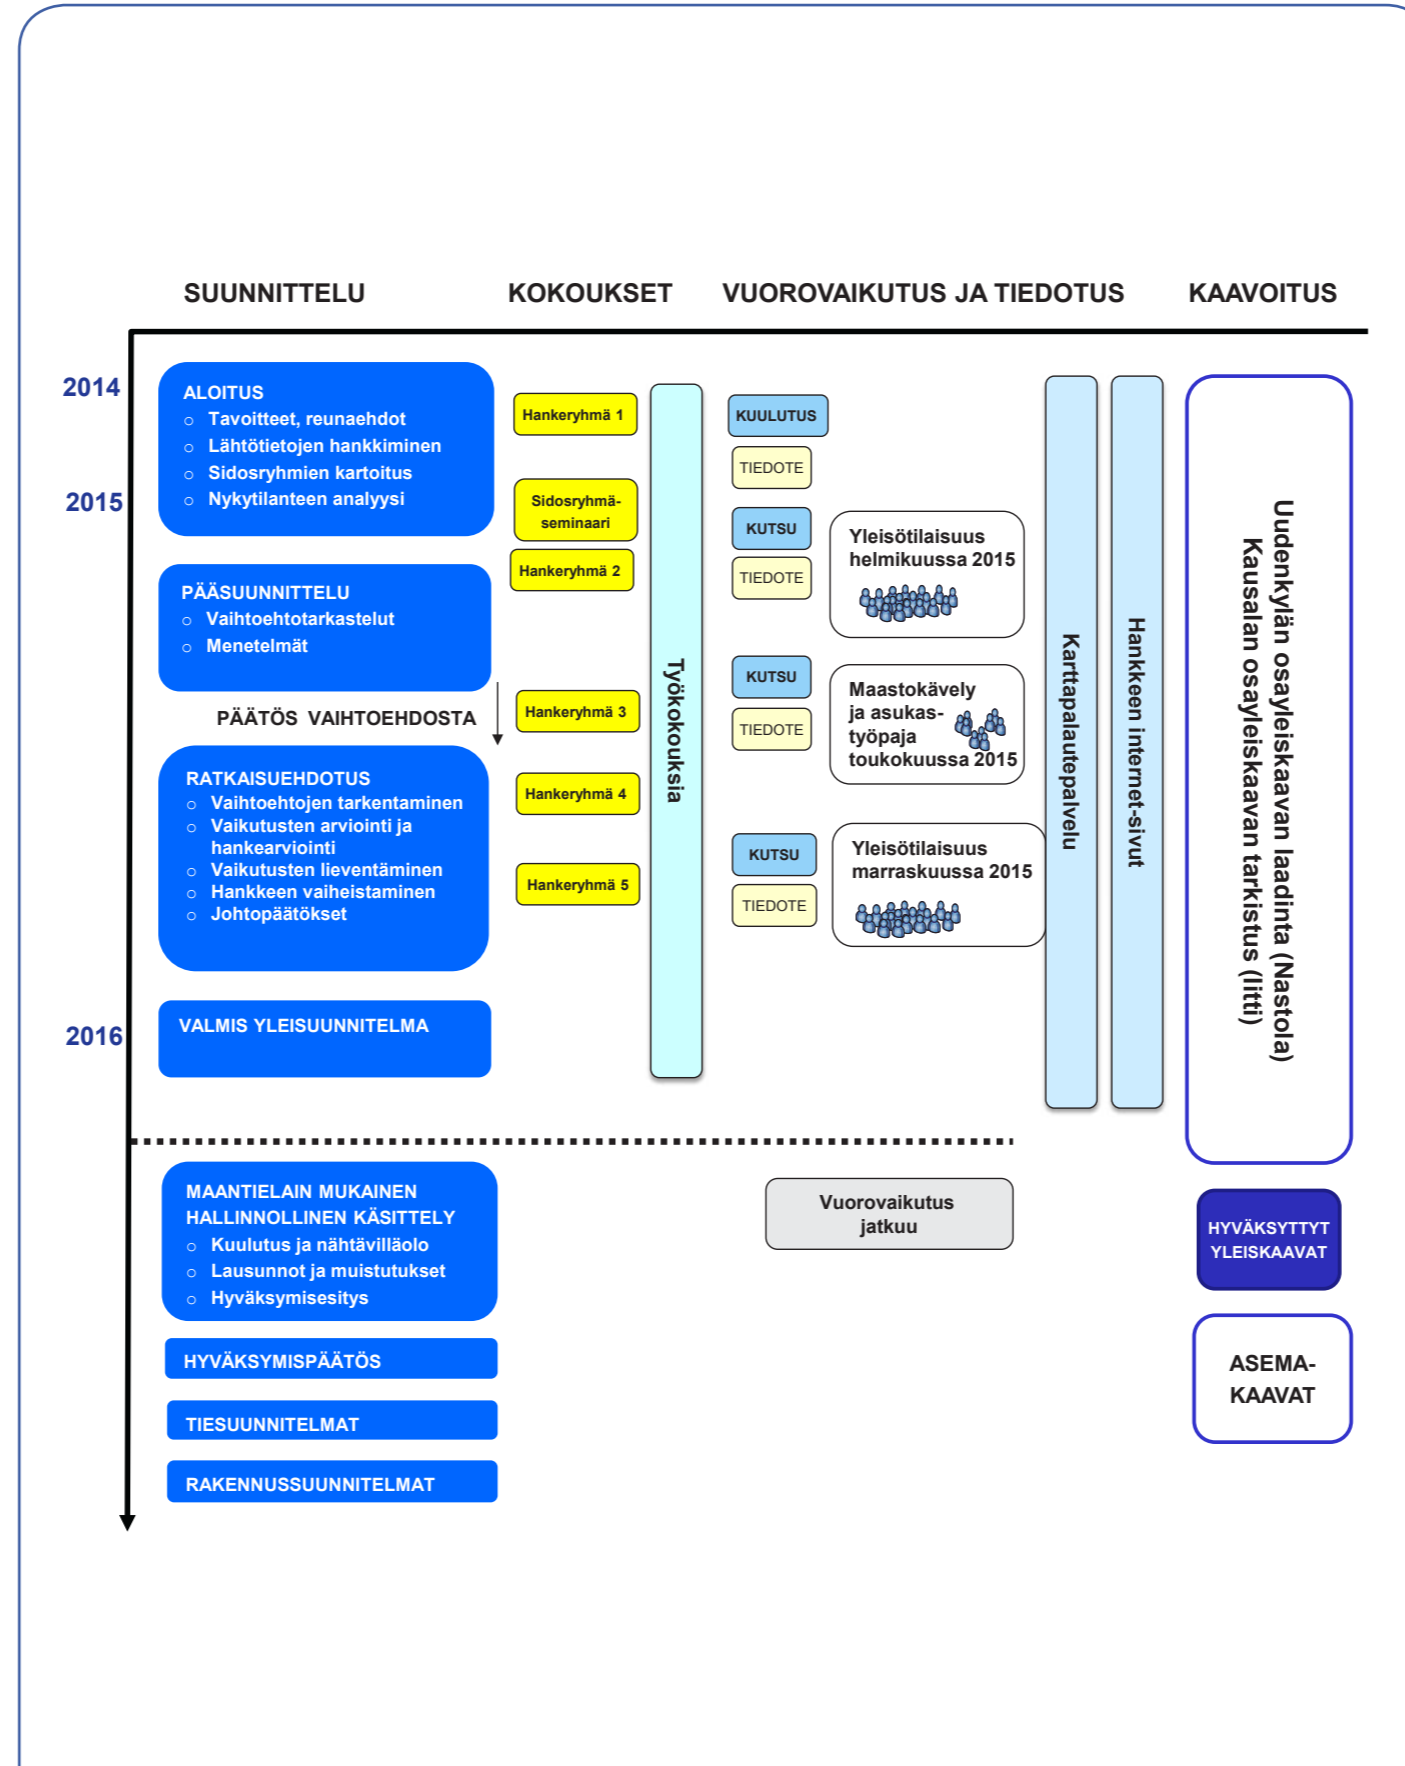 SUUNNITTELU
KOKOUKSET
VUOROVAIKUTUS JA TIEDOTUS
KAAVOITUS
2014
2015
2016
ALOITUS
o Tavoitteet, reunaehdot
o Lähtötietojen hankkiminen
o Sidosryhmien kartoitus
o Nykytilanteen analyysi
PÄÄSUUNNITTELU
o Vaihtoehtotarkastelut
o Menetelmät
PÄÄTÖS VAIHTOEHDOSTA
RATKAISUEHDOTUS
o Vaihtoehtojen tarkentaminen
o Vaikutusten arviointi ja
hankearviointi
o Vaikutusten lieventäminen
o Hankkeen vaiheistaminen
o Johtopäätökset
VALMIS YLEISUUNNITELMA
MAANTIELAIN MUKAINEN
HALLINNOLLINEN KÄSITTELY
o Kuulutus ja nähtävilläolo
o Lausunnot ja muistutukset
o Hyväksymisesitys
HYVÄKSYMISPÄÄTÖS
TIESUUNNITELMAT
RAKENNUSSUUNNITELMAT
Hankeryhmä 1
Sidosryhmä-
seminaari
Hankeryhmä 2
Hankeryhmä 3
Hankeryhmä 4
Hankeryhmä 5
Työkokouksia
KUULUTUS
TIEDOTE
KUTSU
TIEDOTE
Yleisötilaisuus
helmikuussa 2015
KUTSU
TIEDOTE
Maastokävely
ja asukas-
työpaja
toukokuussa 2015
KUTSU
TIEDOTE
Yleisötilaisuus
marraskuussa 2015
Karttapalautepalvelu
Hankkeen internet-sivut
Vuorovaikutus
jatkuu
Uudenkylän osayleiskaavan laadinta (Nastola)
Kausalan osayleiskaavan tarkistus (Iitti)
HYVÄKSYTTYT
YLEISKAAVAT
ASEMA-
KAAVAT